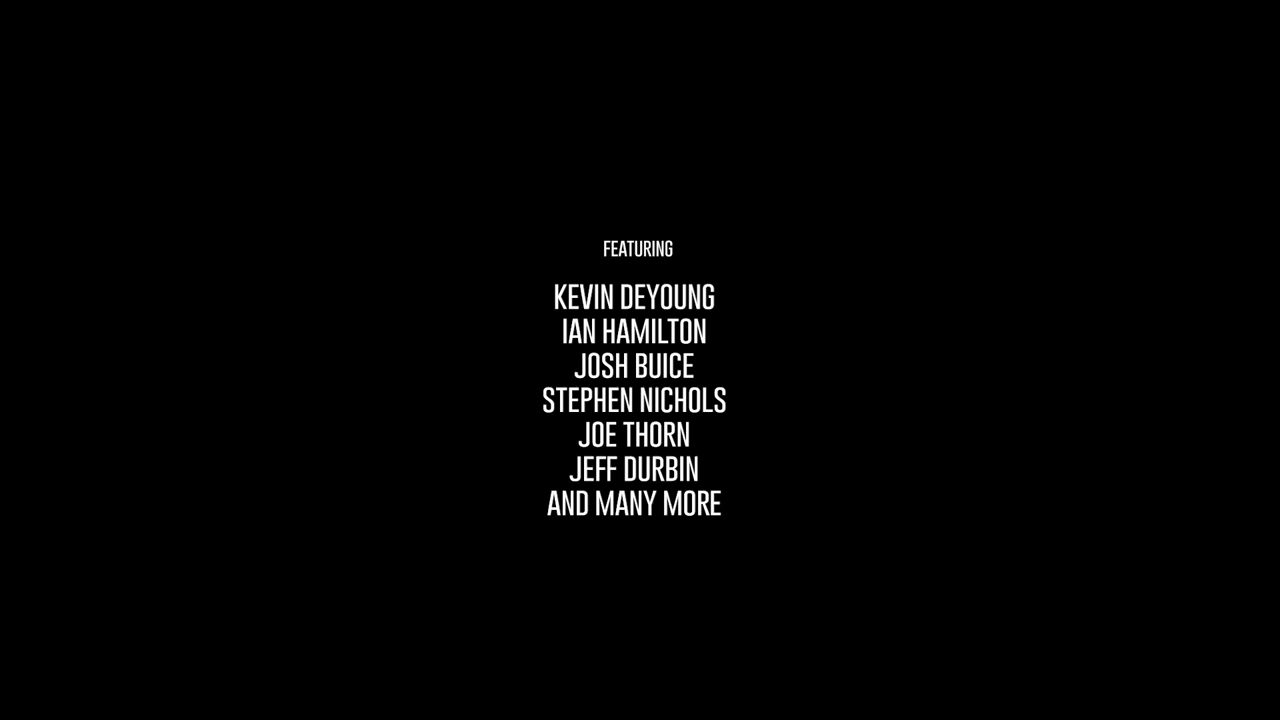 FEATURING
KEVIN DEYOUNG
IAN HAMILTON
JOSH BUICE
STEPHEN NICHOLS
JOE THORN
JEFF DURBIN
AND MANY MORE